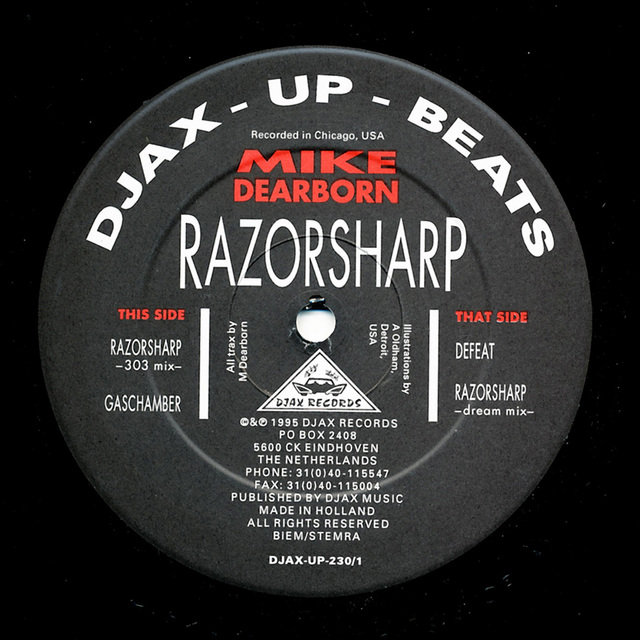 DJAX - UP - BEATS
Recorded in Chicago, USA
MIKE
DEARBORN
RAZORSHARP
THIS SIDE
RAZORSHARP
–303 mix–
GASCHAMBER
All trax by
M-Dearborn
Illustrations by
A Oldham,
Detroit,
USA
THAT SIDE
DEFEAT
RAZORSHARP
–dream mix–
DJAX RECORDS
©&℗ 1995 DJAX RECORDS
PO BOX 2408
5600 CK EINDHOVEN
THE NETHERLANDS
PHONE: 31(0)40-115547
FAX: 31(0)40-115004
PUBLISHED BY DJAX MUSIC
MADE IN HOLLAND
ALL RIGHTS RESERVED
BIEM/STEMRA
DJAX-UP-230/1